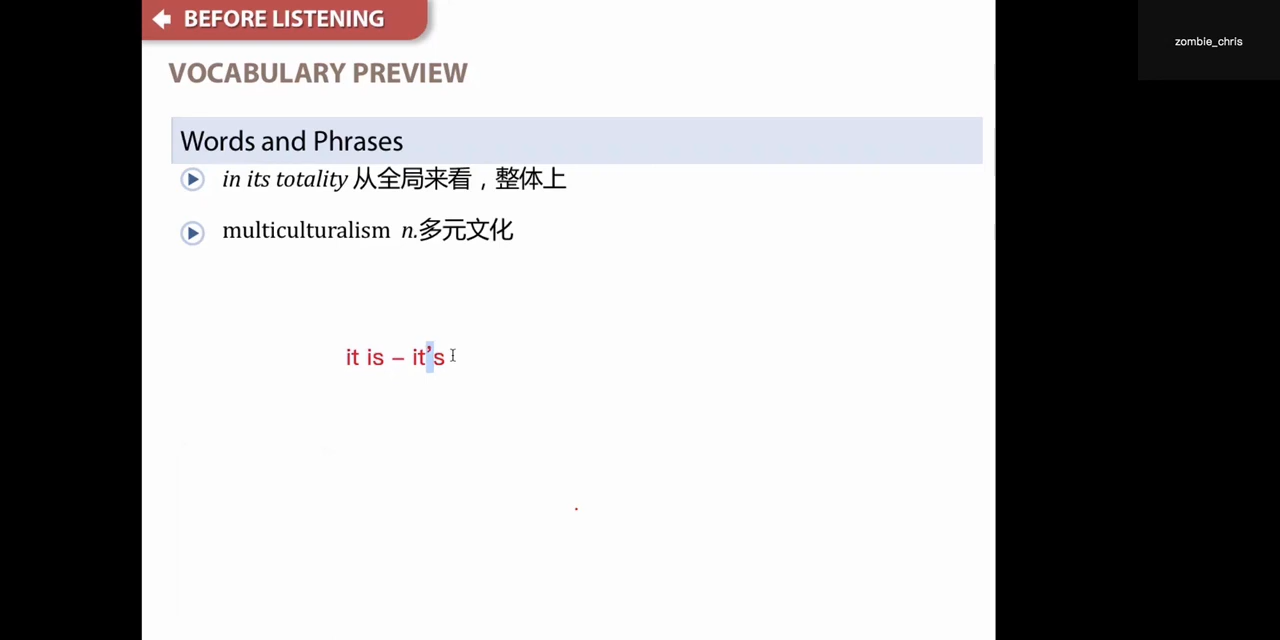 BEFORE LISTENING
zombie_chris
VOCABULARY PREVIEW
Words and Phrases
in its totality 从全局来看，整体上
multiculturalism n.多元文化
it is – it’s